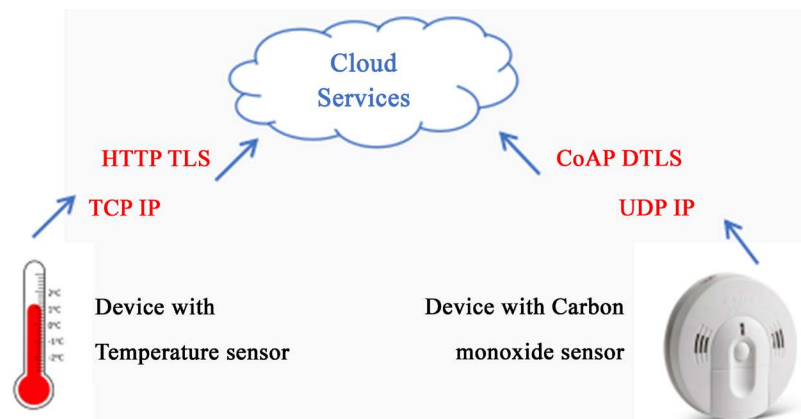 Cloud
Services
HTTP TLS
CoAP DTLS
TCP IP
UDP IP
Device with
Temperature sensor
Device with Carbon
monoxide sensor